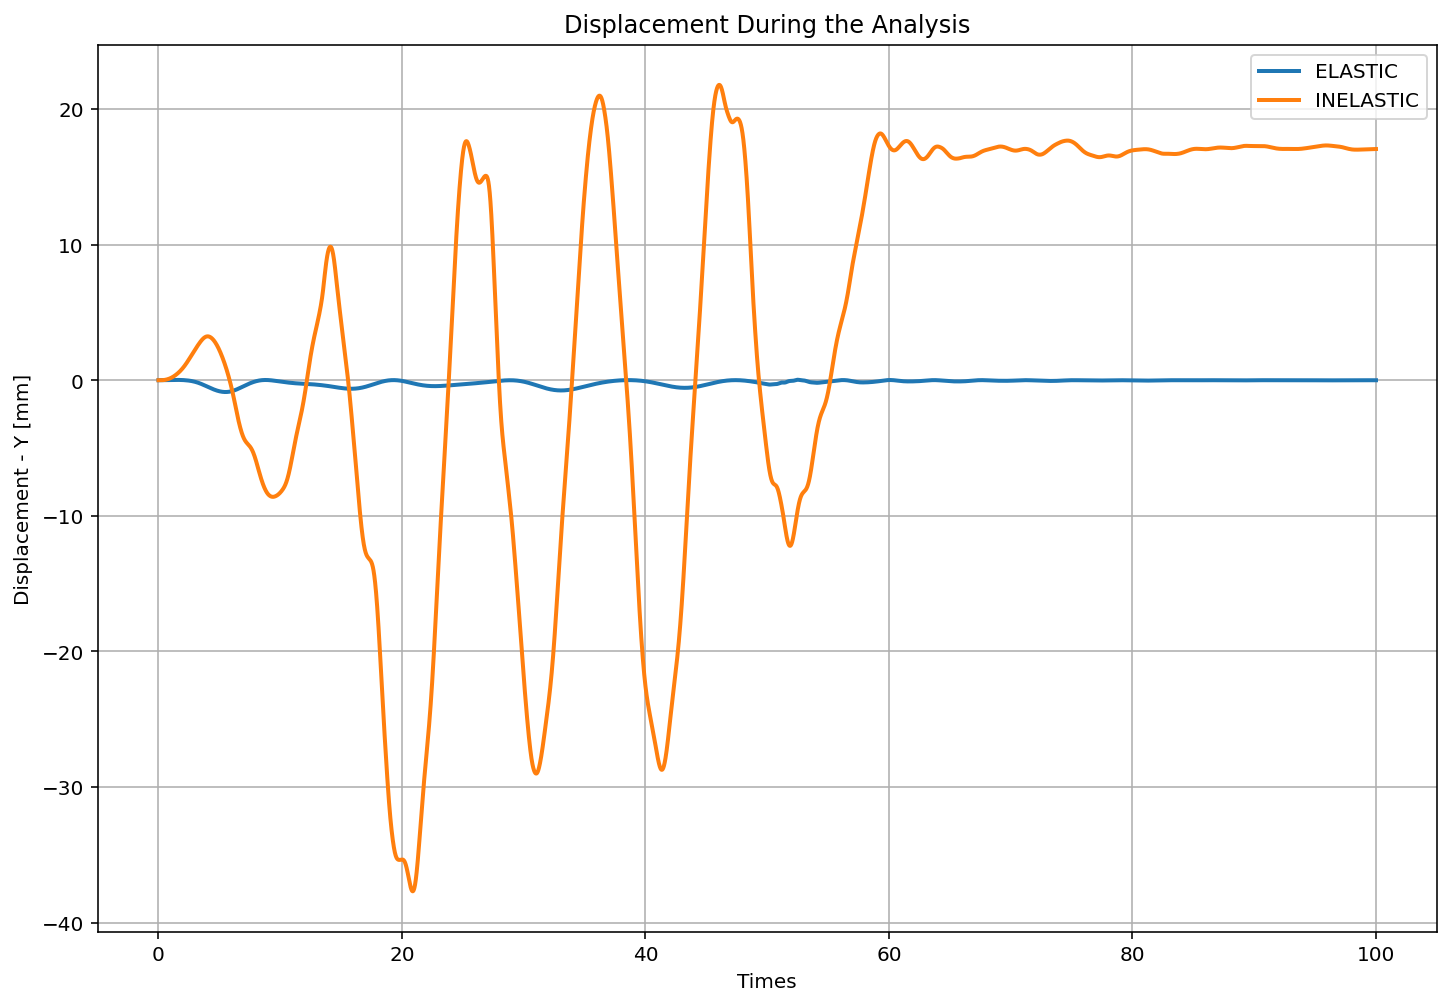 Displacement During the Analysis
ELASTIC
INELASTIC
Displacement - Y [mm]
20
10
0
−10
−20
−30
−40
0 20 40 60 80 100
Times